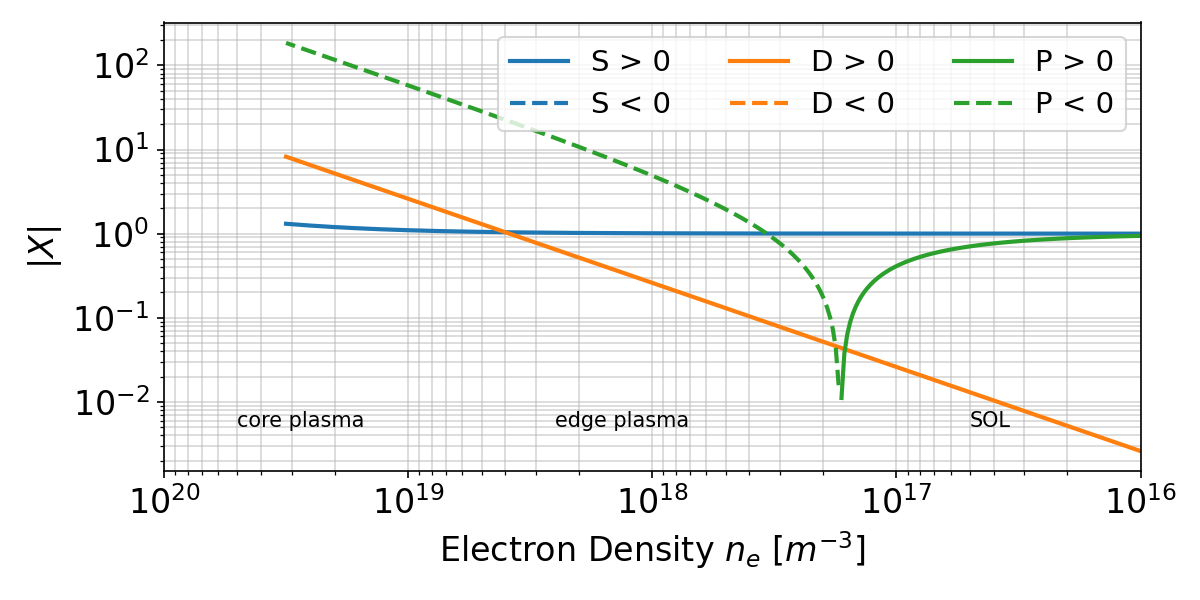 S > 0 D > 0 P > 0
S < 0 D < 0 P < 0
|X|
10²
10¹
10⁰
10⁻¹
10⁻²
core plasma edge plasma SOL
10²⁰ 10¹⁹ 10¹⁸ 10¹⁷ 10¹⁶
Electron Density nₑ [m⁻³]